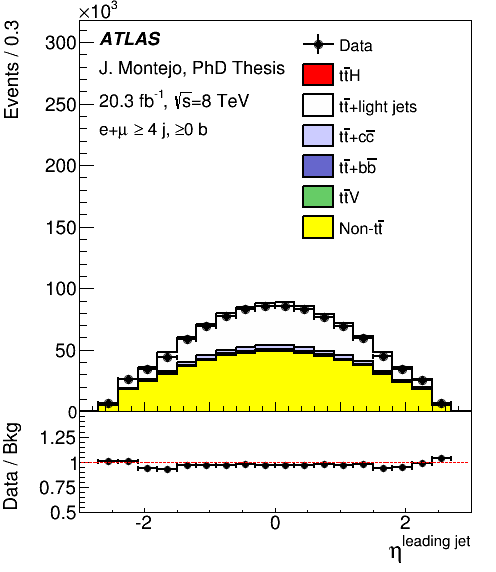 ×10³
Events / 0.3
300
250
200
150
100
50
0
ATLAS
J. Montejo, PhD Thesis
20.3 fb⁻¹, √s=8 TeV
e+μ ≥ 4 j, ≥0 b
Data
tt̅H
tt̅+light jets
tt̅+cc̅
tt̅+bb̅
tt̅V
Non-tt̅
Data / Bkg
1.25
1
0.75
0.5
-2 0 2
η^leading jet